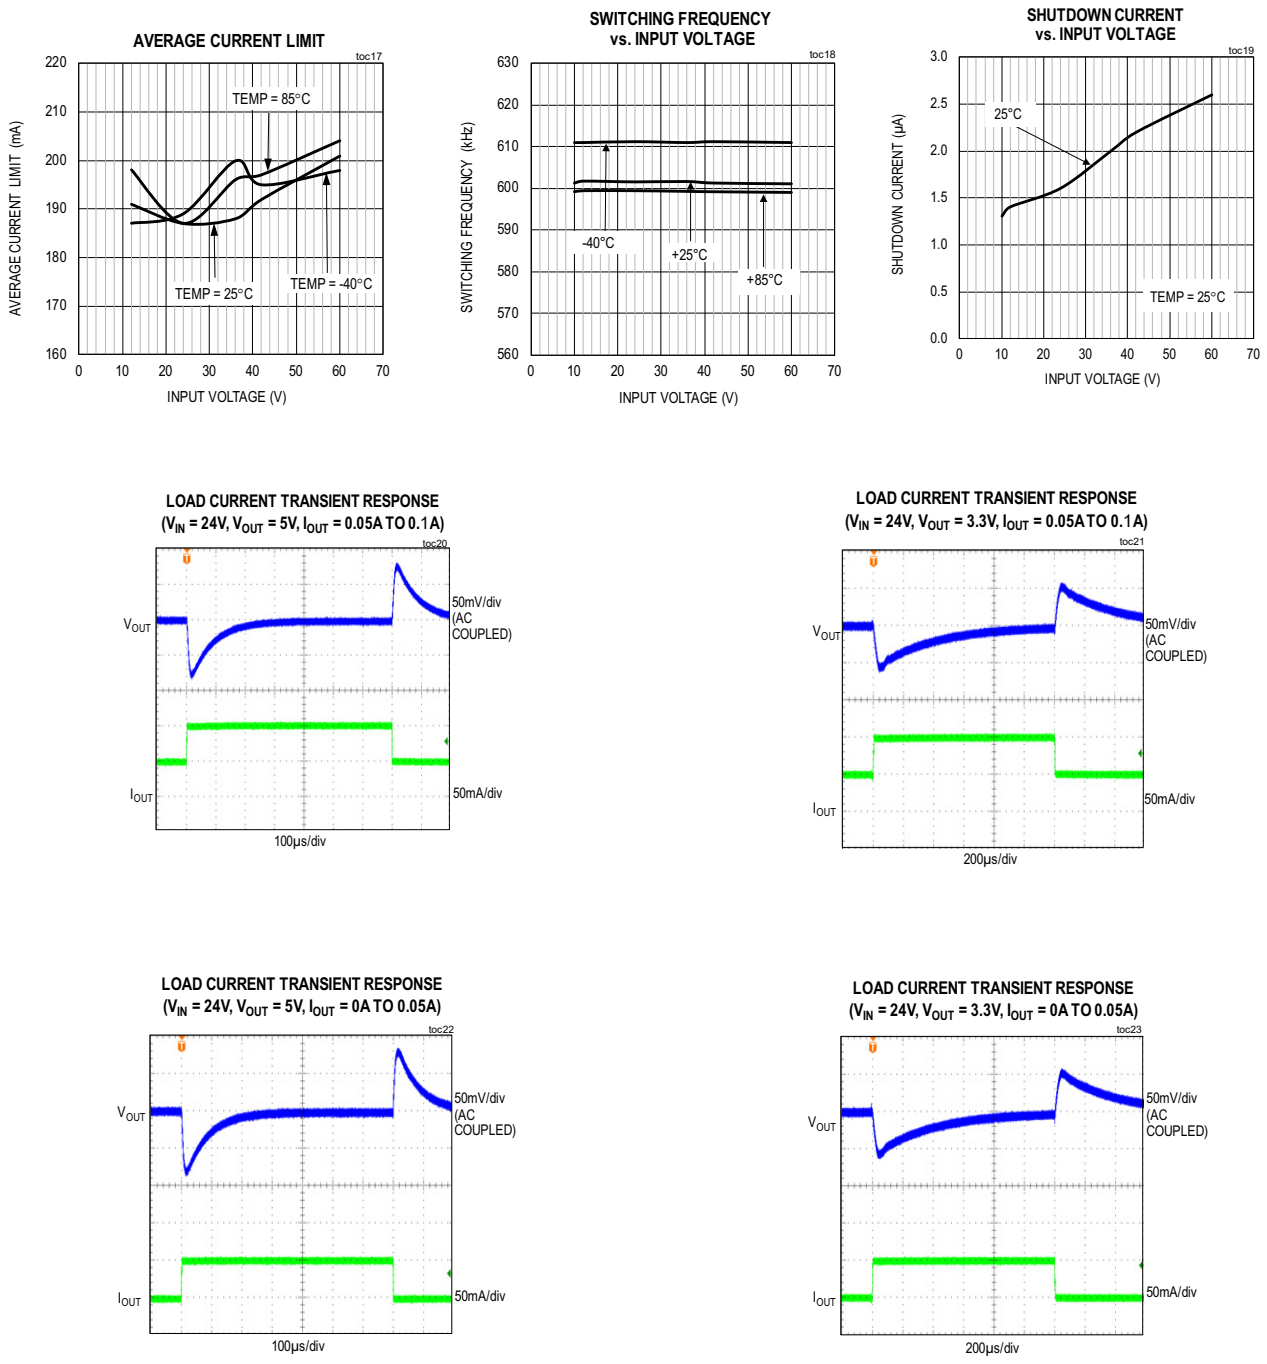 AVERAGE CURRENT LIMIT
toc17
AVERAGE CURRENT LIMIT (mA)
220
210
200
190
180
170
160
TEMP = 85°C
TEMP = 25°C
TEMP = -40°C
0 10 20 30 40 50 60 70
INPUT VOLTAGE (V)
SWITCHING FREQUENCY
vs. INPUT VOLTAGE
toc18
SWITCHING FREQUENCY (kHz)
630
620
610
600
590
580
570
560
-40°C
+25°C
+85°C
0 10 20 30 40 50 60 70
INPUT VOLTAGE (V)
SHUTDOWN CURRENT
vs. INPUT VOLTAGE
toc19
SHUTDOWN CURRENT (µA)
3.0
2.5
2.0
1.5
1.0
0.5
0.0
25°C
TEMP = 25°C
0 10 20 30 40 50 60 70
INPUT VOLTAGE (V)
LOAD CURRENT TRANSIENT RESPONSE
(VIN = 24V, VOUT = 5V, IOUT = 0.05A TO 0.1A)
toc20
T
VOUT
50mV/div
(AC
COUPLED)
IOUT
50mA/div
100µs/div
LOAD CURRENT TRANSIENT RESPONSE
(VIN = 24V, VOUT = 3.3V, IOUT = 0.05A TO 0.1A)
toc21
T
VOUT
50mV/div
(AC
COUPLED)
IOUT
50mA/div
200µs/div
LOAD CURRENT TRANSIENT RESPONSE
(VIN = 24V, VOUT = 5V, IOUT = 0A TO 0.05A)
toc22
T
VOUT
50mV/div
(AC
COUPLED)
IOUT
50mA/div
100µs/div
LOAD CURRENT TRANSIENT RESPONSE
(VIN = 24V, VOUT = 3.3V, IOUT = 0A TO 0.05A)
toc23
T
VOUT
50mV/div
(AC
COUPLED)
IOUT
50mA/div
200µs/div